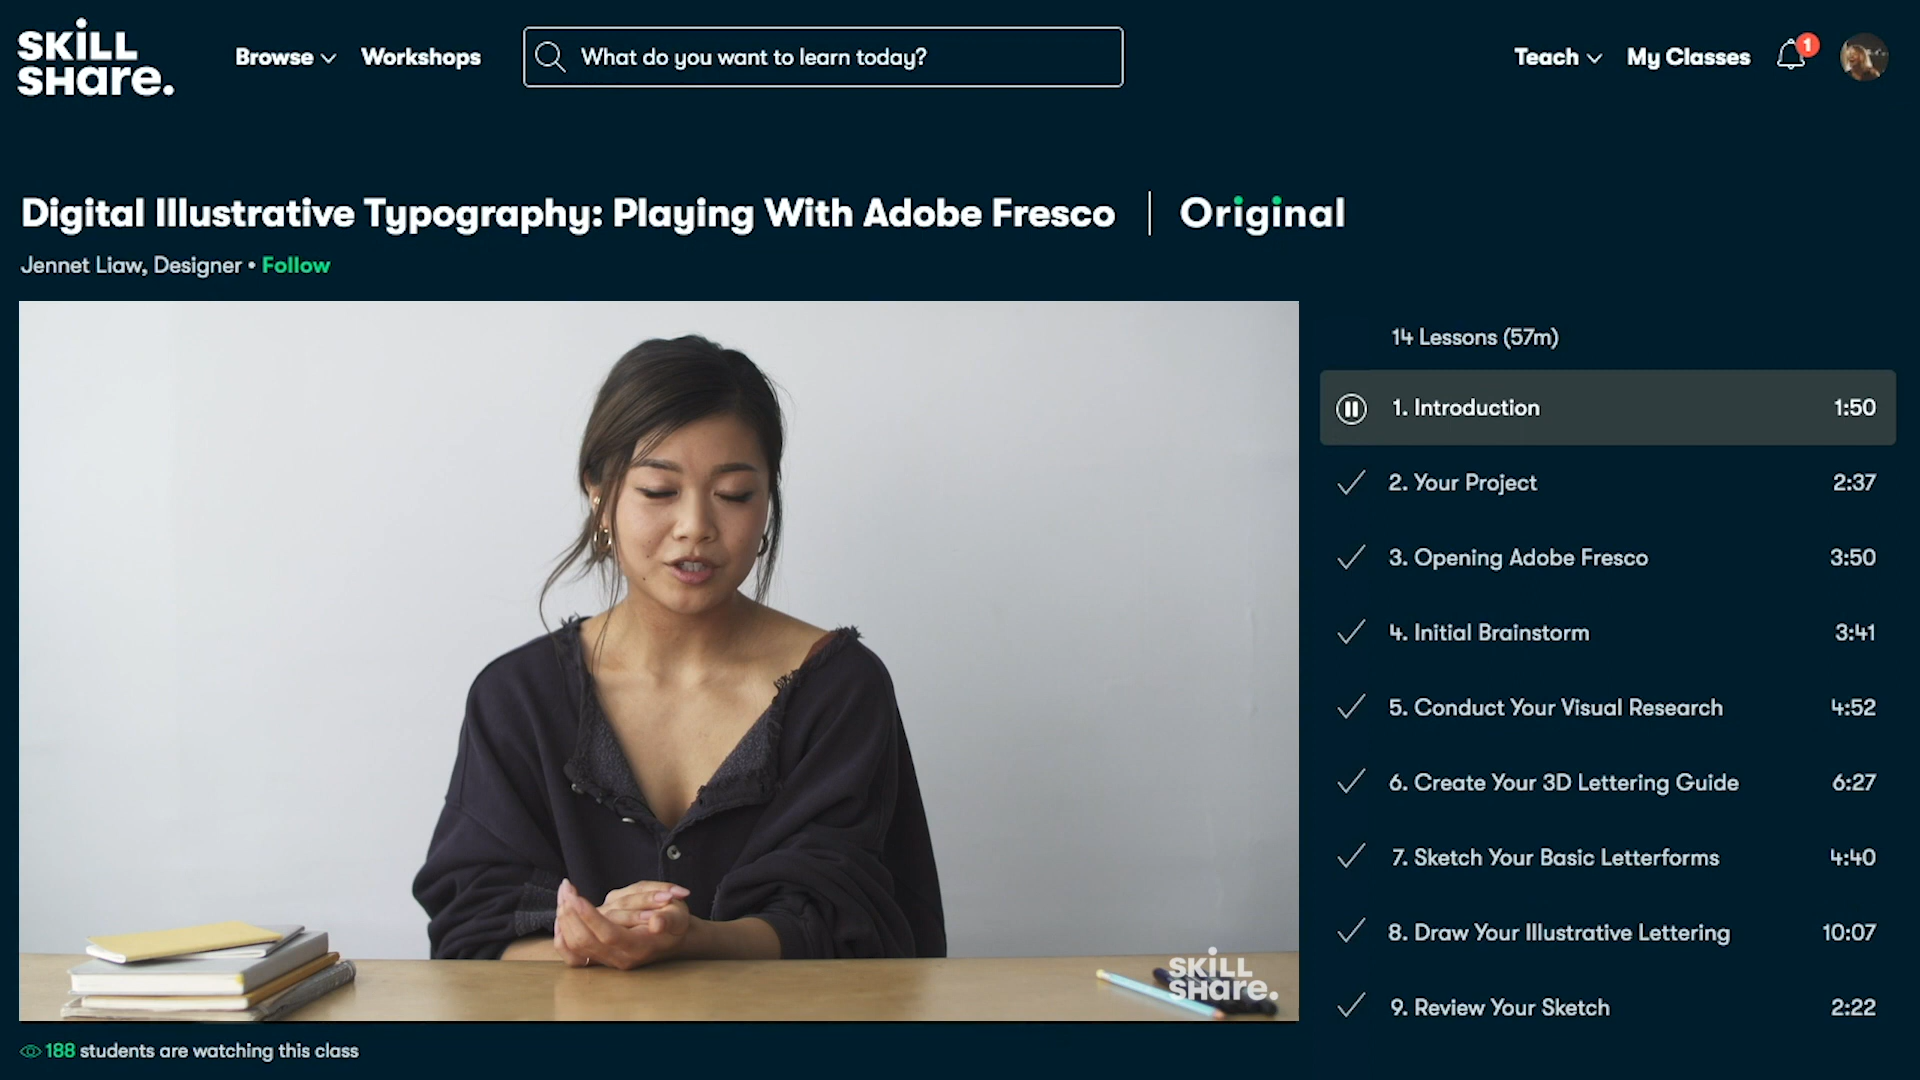 SKILL
SHare.
Browse
Workshops
What do you want to learn today?
Teach
My Classes
1
Digital Illustrative Typography: Playing With Adobe Fresco | Original
Jennet Liaw, Designer • Follow
14 Lessons (57m)
1. Introduction 1:50
2. Your Project 2:37
3. Opening Adobe Fresco 3:50
4. Initial Brainstorm 3:41
5. Conduct Your Visual Research 4:52
6. Create Your 3D Lettering Guide 6:27
7. Sketch Your Basic Letterforms 4:40
8. Draw Your Illustrative Lettering 10:07
9. Review Your Sketch 2:22
SKILL
SHare.
188 students are watching this class